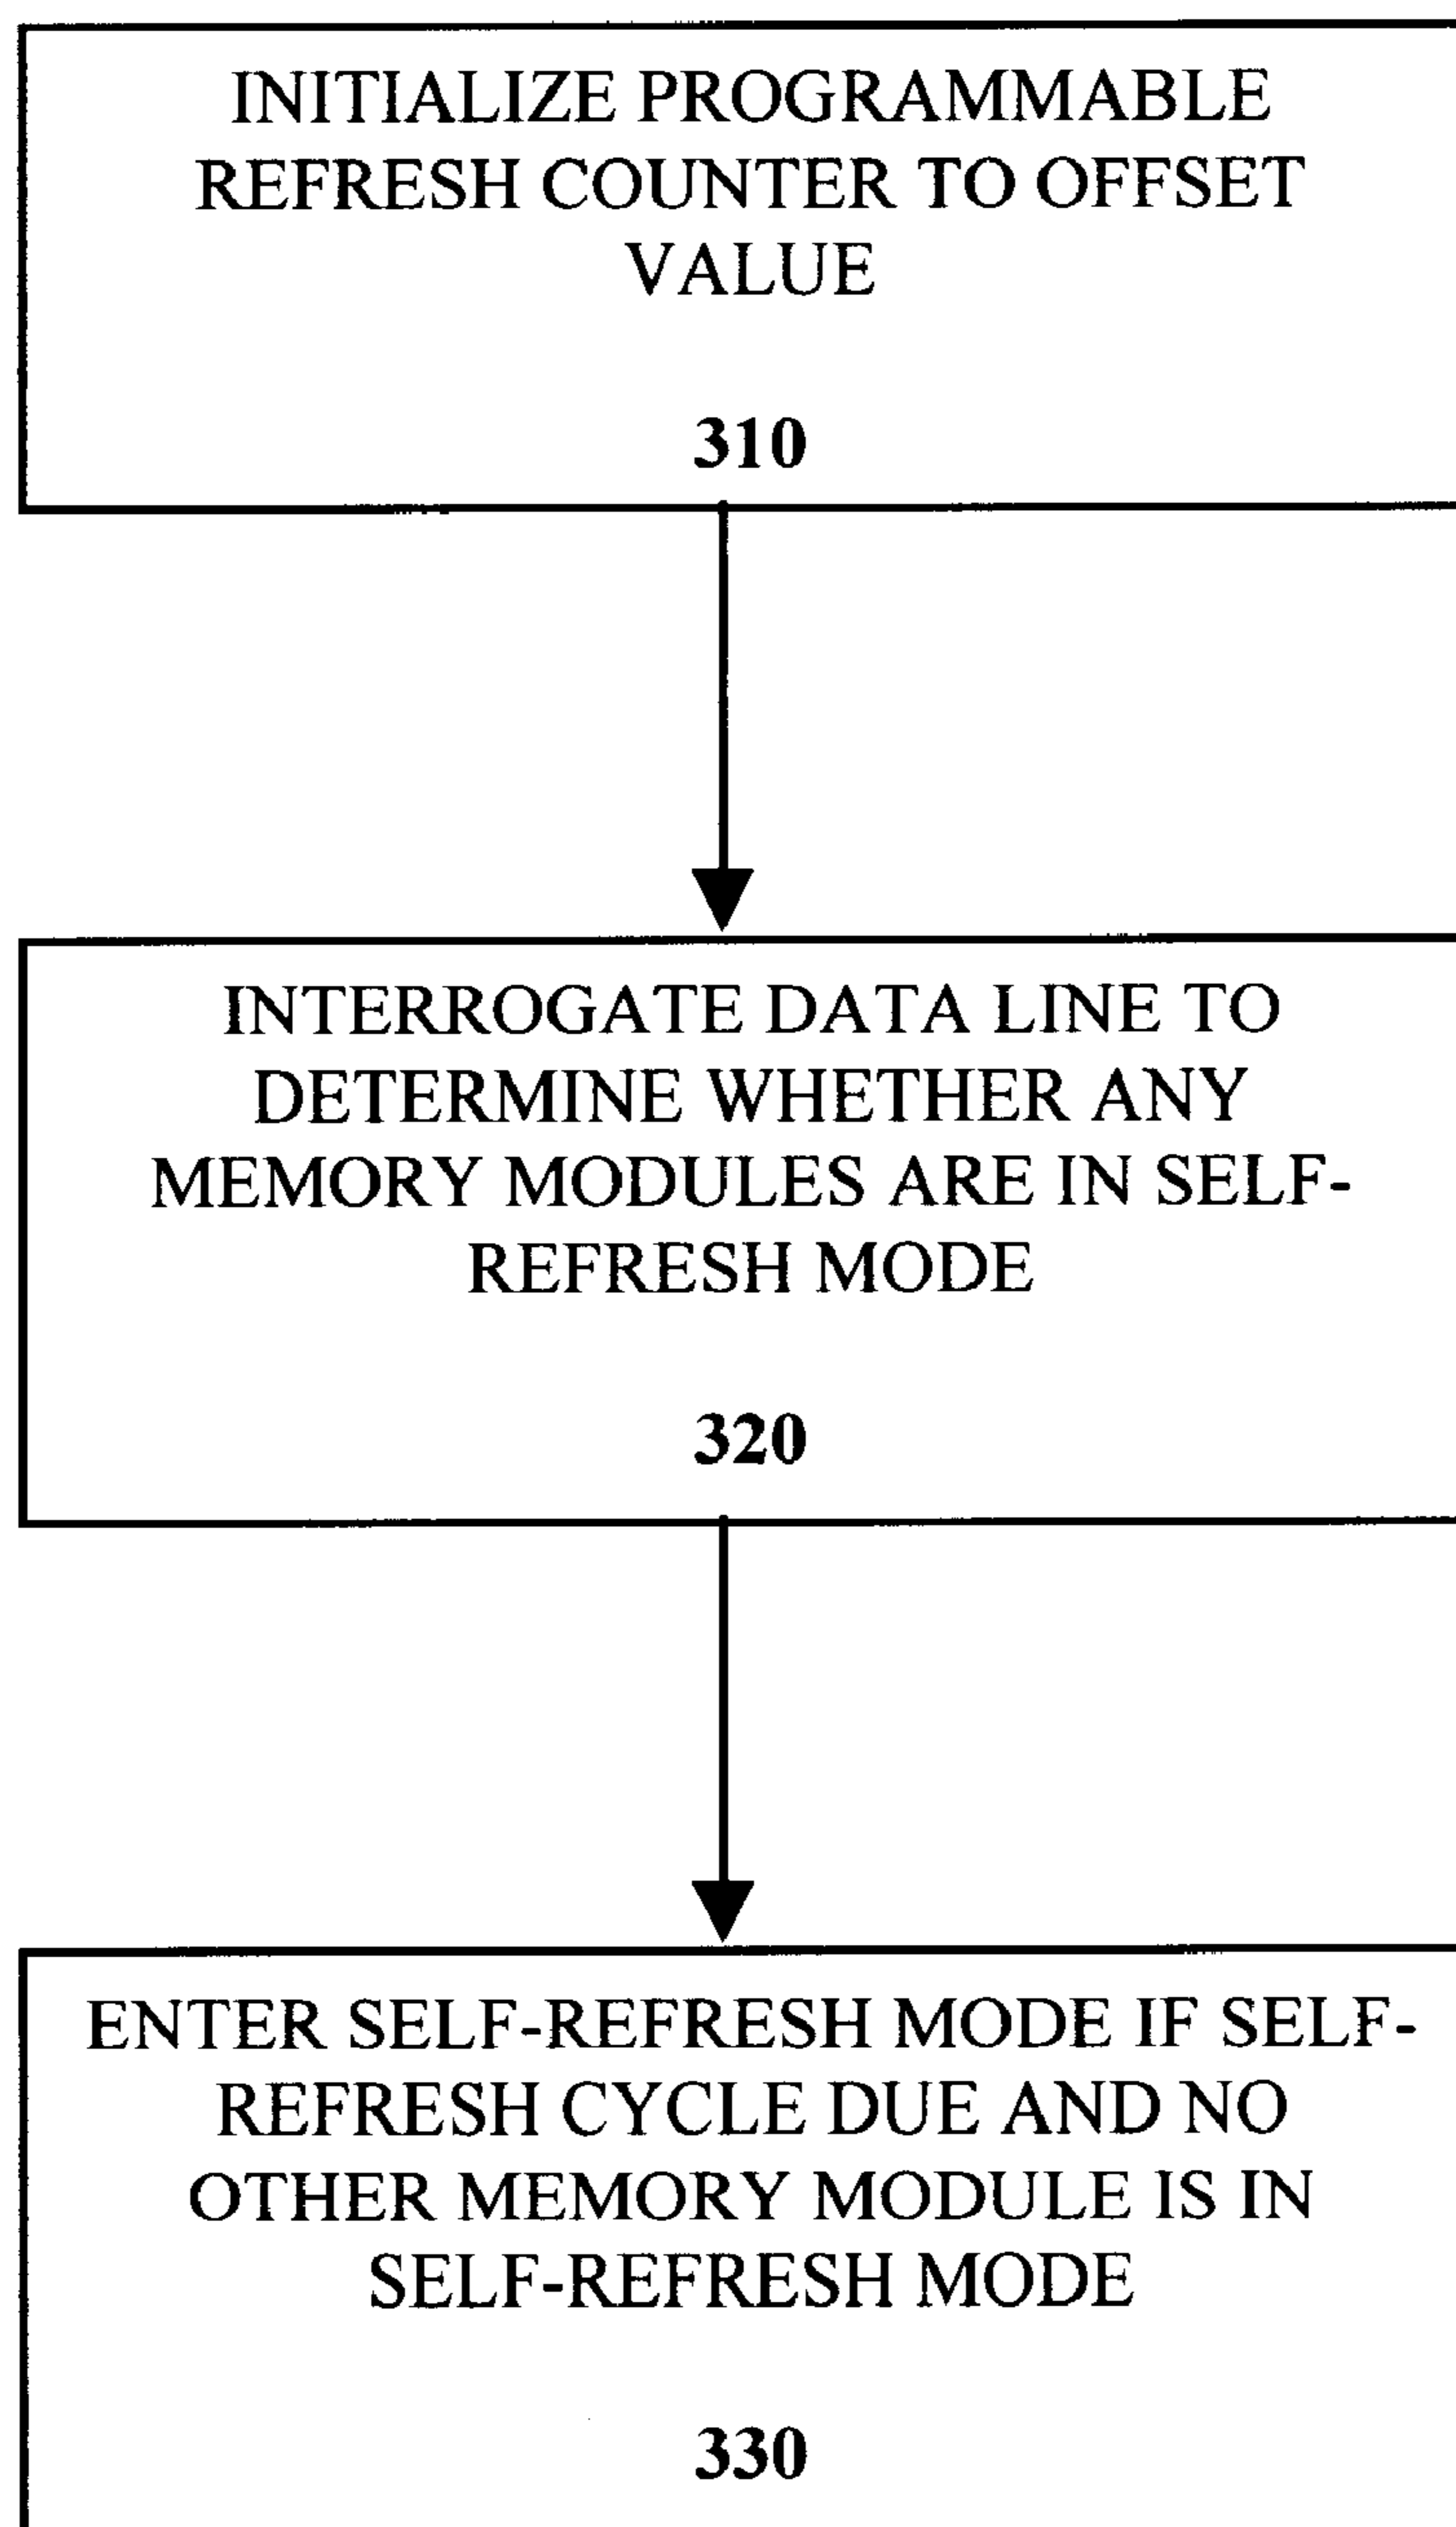 INITIALIZE PROGRAMMABLE
REFRESH COUNTER TO OFFSET
VALUE
310
INTERROGATE DATA LINE TO
DETERMINE WHETHER ANY
MEMORY MODULES ARE IN SELF-
REFRESH MODE
320
ENTER SELF-REFRESH MODE IF SELF-
REFRESH CYCLE DUE AND NO
OTHER MEMORY MODULE IS IN
SELF-REFRESH MODE
330